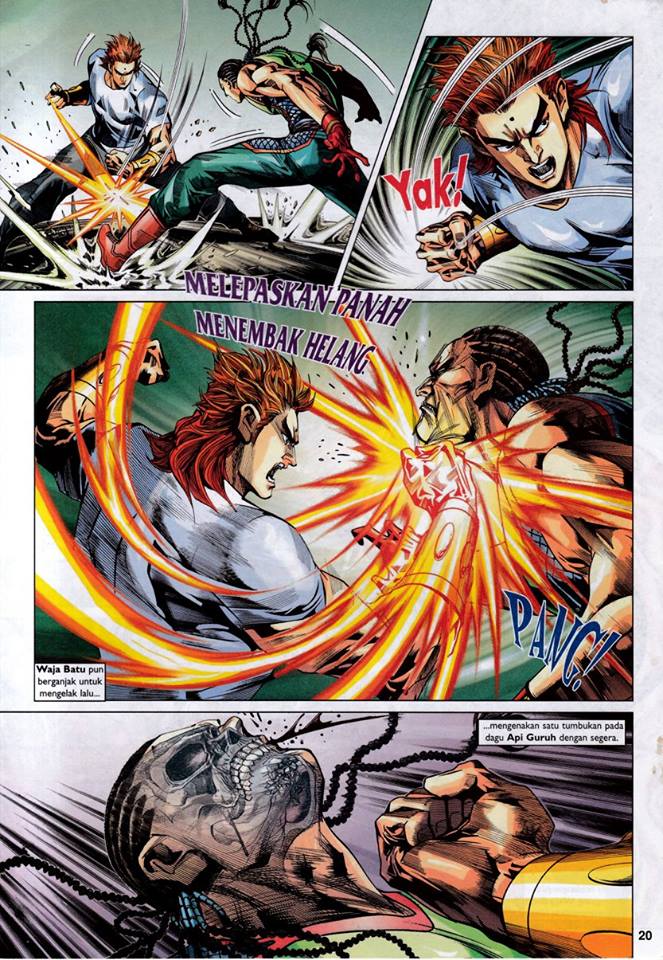 Yak!
MELEPASKAN PANAH
MENEMBAK HELANG
PANG!
Waja Batu pun
berganjak untuk
mengelak lalu...
...mengenakan satu tumbukan pada
dagu Api Guruh dengan segera.
20